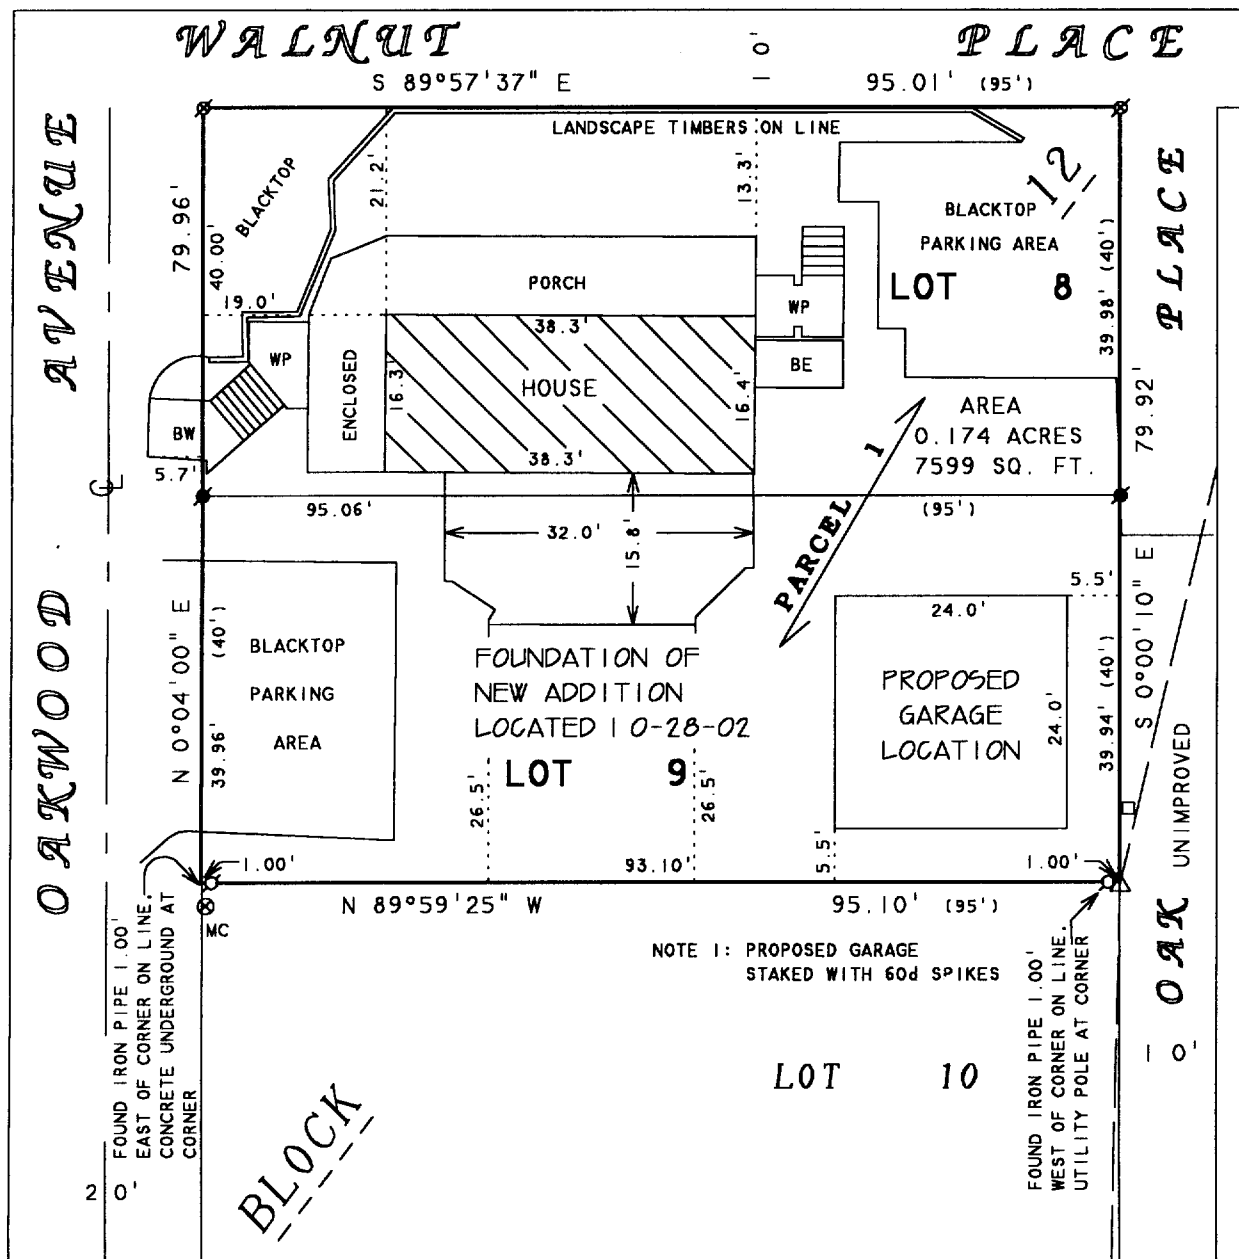 WALNUT PLACE
10'
S 89°57'37" E
95.01' (95')
LANDSCAPE TIMBERS ON LINE
OAKWOOD AVENUE
79.96'
40.00'
BLACKTOP
21.2'
13.3'
12
BLACKTOP
PARKING AREA
LOT 8
39.98' (40')
OAK PLACE
19.0'
PORCH
ENCLOSED
WP
WP
BE
38.3'
16.3'
HOUSE
16.4'
38.3'
BW
5.7'
AREA
0.174 ACRES
7599 SQ. FT.
79.92'
PARCEL 1
95.06'
(95')
32.0'
15.8'
N 0°04'00" E
39.96' (40')
BLACKTOP
PARKING
AREA
FOUNDATION OF
NEW ADDITION
LOCATED 10-28-02
LOT 9
26.5'
26.5'
5.5'
24.0'
24.0'
PROPOSED
GARAGE
LOCATION
5.5'
39.94' (40')
S 0°00'10" E
UNIMPROVED
1.00'
93.10'
1.00'
N 89°59'25" W
95.10' (95')
MC
NOTE 1: PROPOSED GARAGE
STAKED WITH 60d SPIKES
FOUND IRON PIPE 1.00'
EAST OF CORNER ON LINE.
CONCRETE UNDERGROUND AT
CORNER
FOUND IRON PIPE 1.00'
WEST OF CORNER ON LINE.
UTILITY POLE AT CORNER
10'
LOT 10
20'
BLOCK